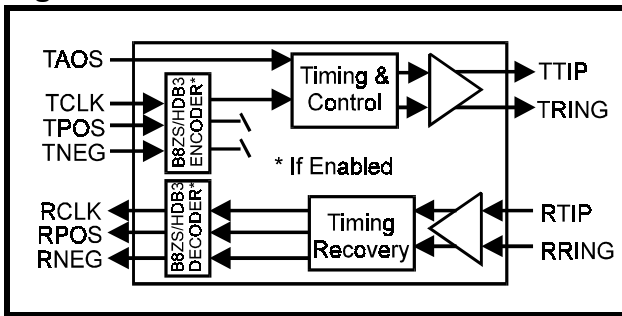 TAOS
TCLK
TPOS
TNEG
B8ZS/HDB3
ENCODER*
Timing &
Control
TTIP
TRING
* If Enabled
RCLK
RPOS
RNEG
B8ZS/HDB3
DECODER*
Timing
Recovery
RTIP
RRING